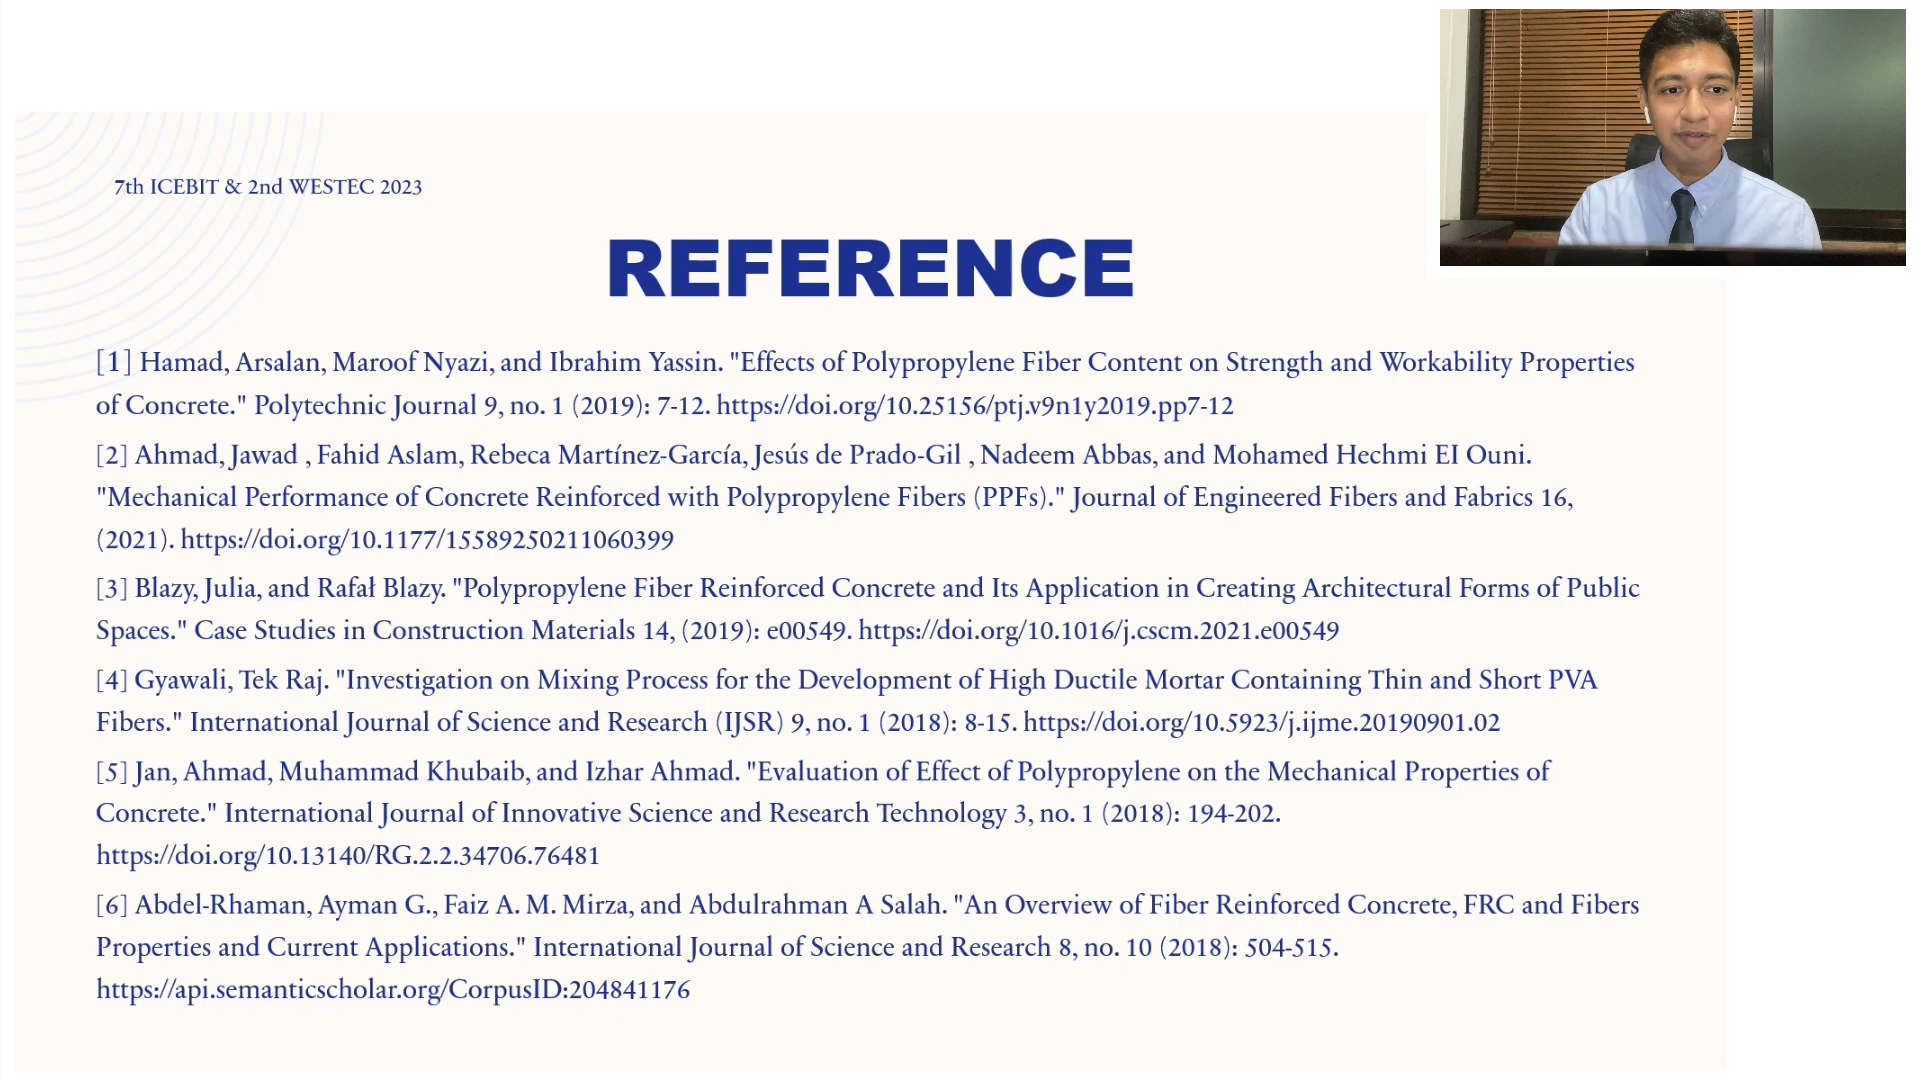 7th ICEBIT & 2nd WESTEC 2023
REFERENCE
[1] Hamad, Arsalan, Maroof Nyazi, and Ibrahim Yassin. "Effects of Polypropylene Fiber Content on Strength and Workability Properties
of Concrete." Polytechnic Journal 9, no. 1 (2019): 7-12. https://doi.org/10.25156/ptj.v9n1y2019.pp7-12
[2] Ahmad, Jawad , Fahid Aslam, Rebeca Martínez-García, Jesús de Prado-Gil , Nadeem Abbas, and Mohamed Hechmi EI Ouni.
"Mechanical Performance of Concrete Reinforced with Polypropylene Fibers (PPFs)." Journal of Engineered Fibers and Fabrics 16,
(2021). https://doi.org/10.1177/15589250211060399
[3] Blazy, Julia, and Rafał Blazy. "Polypropylene Fiber Reinforced Concrete and Its Application in Creating Architectural Forms of Public
Spaces." Case Studies in Construction Materials 14, (2019): e00549. https://doi.org/10.1016/j.cscm.2021.e00549
[4] Gyawali, Tek Raj. "Investigation on Mixing Process for the Development of High Ductile Mortar Containing Thin and Short PVA
Fibers." International Journal of Science and Research (IJSR) 9, no. 1 (2018): 8-15. https://doi.org/10.5923/j.ijme.20190901.02
[5] Jan, Ahmad, Muhammad Khubaib, and Izhar Ahmad. "Evaluation of Effect of Polypropylene on the Mechanical Properties of
Concrete." International Journal of Innovative Science and Research Technology 3, no. 1 (2018): 194-202.
https://doi.org/10.13140/RG.2.2.34706.76481
[6] Abdel-Rhaman, Ayman G., Faiz A. M. Mirza, and Abdulrahman A Salah. "An Overview of Fiber Reinforced Concrete, FRC and Fibers
Properties and Current Applications." International Journal of Science and Research 8, no. 10 (2018): 504-515.
https://api.semanticscholar.org/CorpusID:204841176